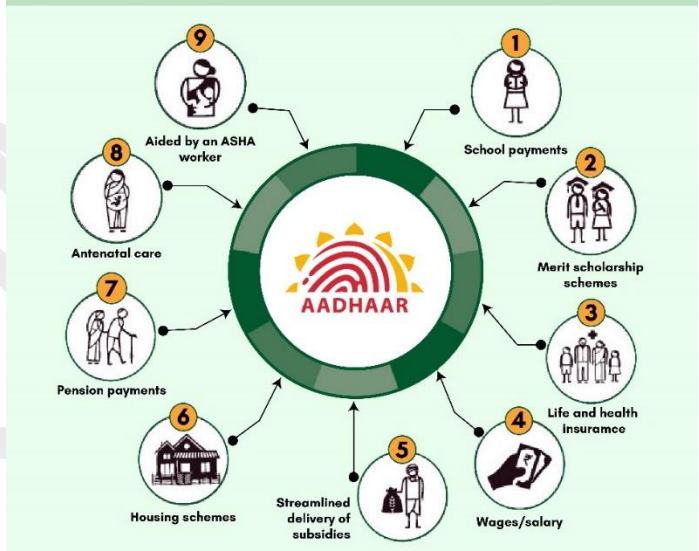 1
School payments
2
Merit scholarship
schemes
3
Life and health
insuramce
4
Wages/salary
5
Streamlined
delivery of
subsidies
6
Housing schemes
7
Pension payments
8
Antenatal care
9
Aided by an ASHA
worker
AADHAAR